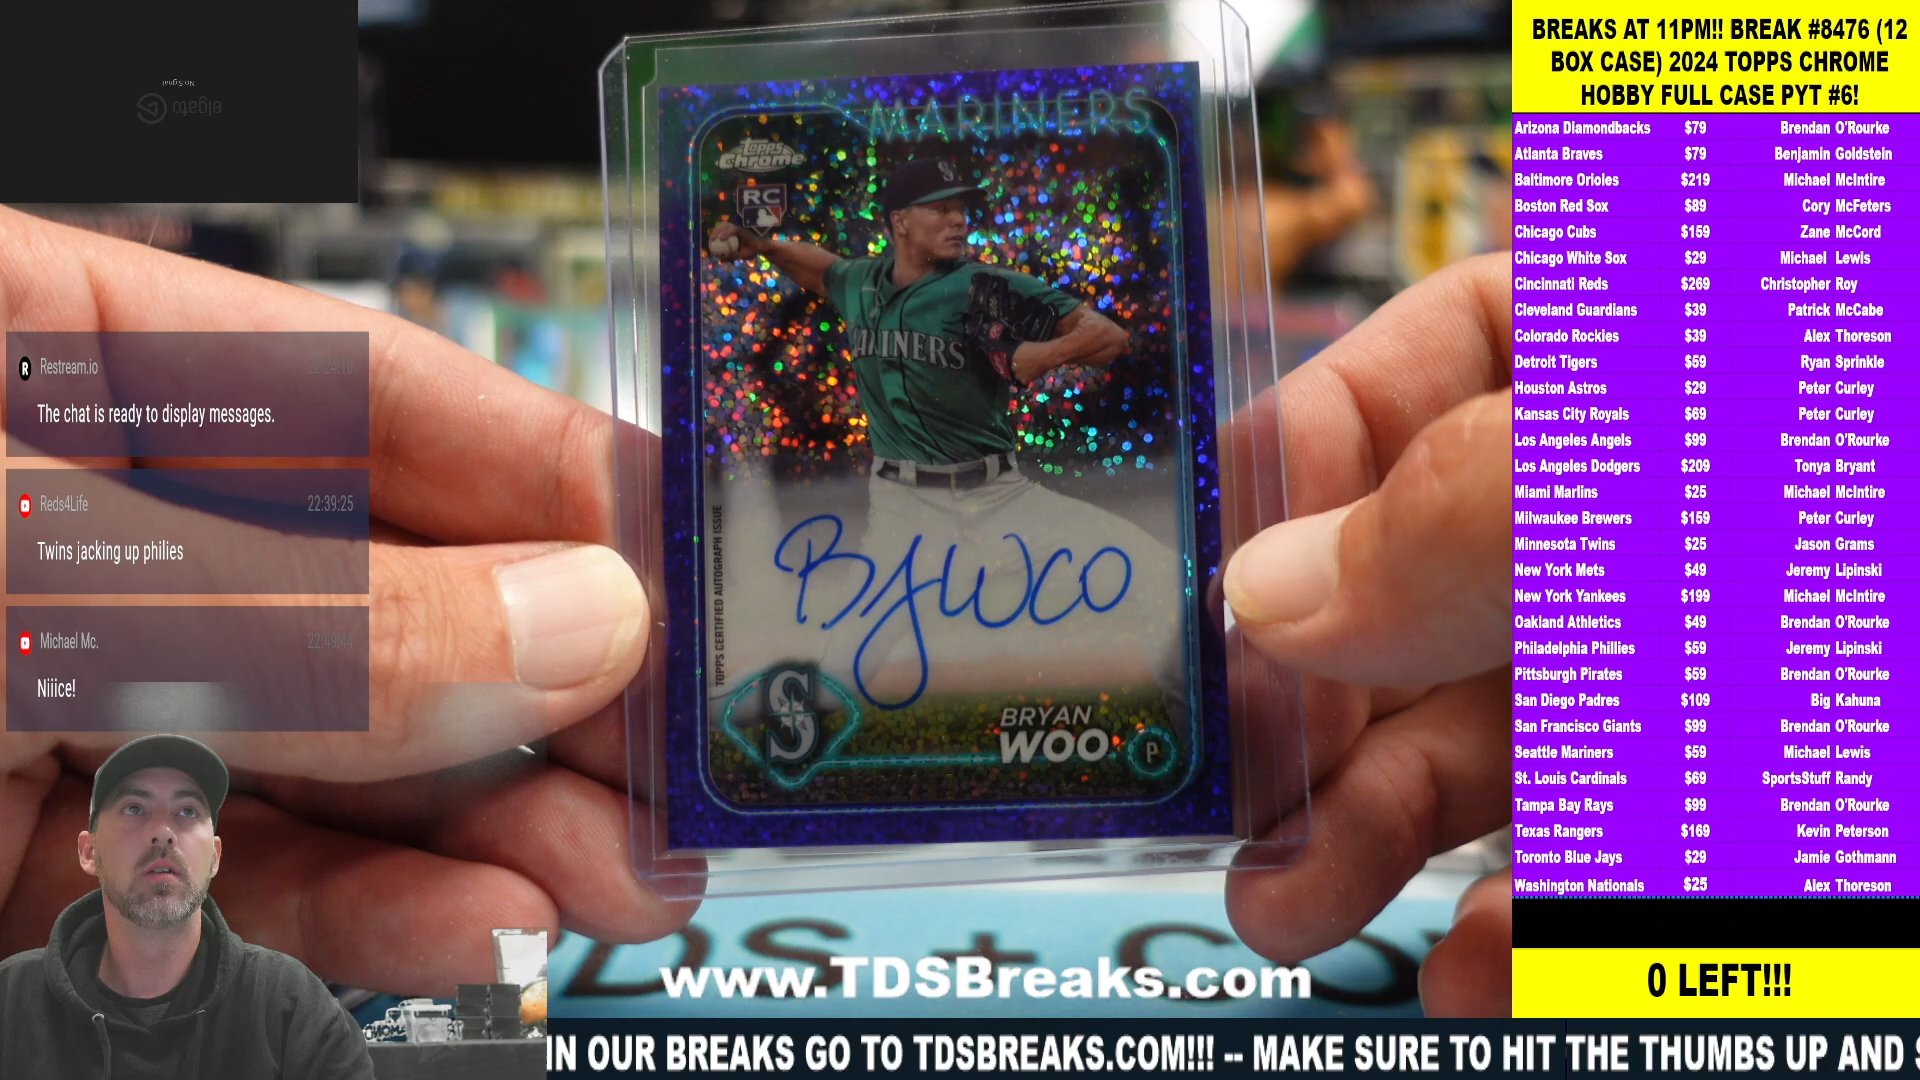 No Signal
elgato
Restream.io 22:24:10
The chat is ready to display messages.
Reds4Life 22:39:25
Twins jacking up philies
Michael Mc. 22:49:44
Niiice!
MARINERS
Topps
Chrome
RC
S
MARINERS
TOPPS CERTIFIED AUTOGRAPH ISSUE
BJWOO
S
BRYAN
WOO
P
DS + CO
www.TDSBreaks.com
BREAKS AT 11PM!! BREAK #8476 (12
BOX CASE) 2024 TOPPS CHROME
HOBBY FULL CASE PYT #6!
Arizona Diamondbacks $79 Brendan O'Rourke
Atlanta Braves $79 Benjamin Goldstein
Baltimore Orioles $219 Michael McIntire
Boston Red Sox $89 Cory McFeters
Chicago Cubs $159 Zane McCord
Chicago White Sox $29 Michael Lewis
Cincinnati Reds $269 Christopher Roy
Cleveland Guardians $39 Patrick McCabe
Colorado Rockies $39 Alex Thoreson
Detroit Tigers $59 Ryan Sprinkle
Houston Astros $29 Peter Curley
Kansas City Royals $69 Peter Curley
Los Angeles Angels $99 Brendan O'Rourke
Los Angeles Dodgers $209 Tonya Bryant
Miami Marlins $25 Michael McIntire
Milwaukee Brewers $159 Peter Curley
Minnesota Twins $25 Jason Grams
New York Mets $49 Jeremy Lipinski
New York Yankees $199 Michael McIntire
Oakland Athletics $49 Brendan O'Rourke
Philadelphia Phillies $59 Jeremy Lipinski
Pittsburgh Pirates $59 Brendan O'Rourke
San Diego Padres $109 Big Kahuna
San Francisco Giants $99 Brendan O'Rourke
Seattle Mariners $59 Michael Lewis
St. Louis Cardinals $69 SportsStuff Randy
Tampa Bay Rays $99 Brendan O'Rourke
Texas Rangers $169 Kevin Peterson
Toronto Blue Jays $29 Jamie Gothmann
Washington Nationals $25 Alex Thoreson
0 LEFT!!!
IN OUR BREAKS GO TO TDSBREAKS.COM!!! -- MAKE SURE TO HIT THE THUMBS UP AND S